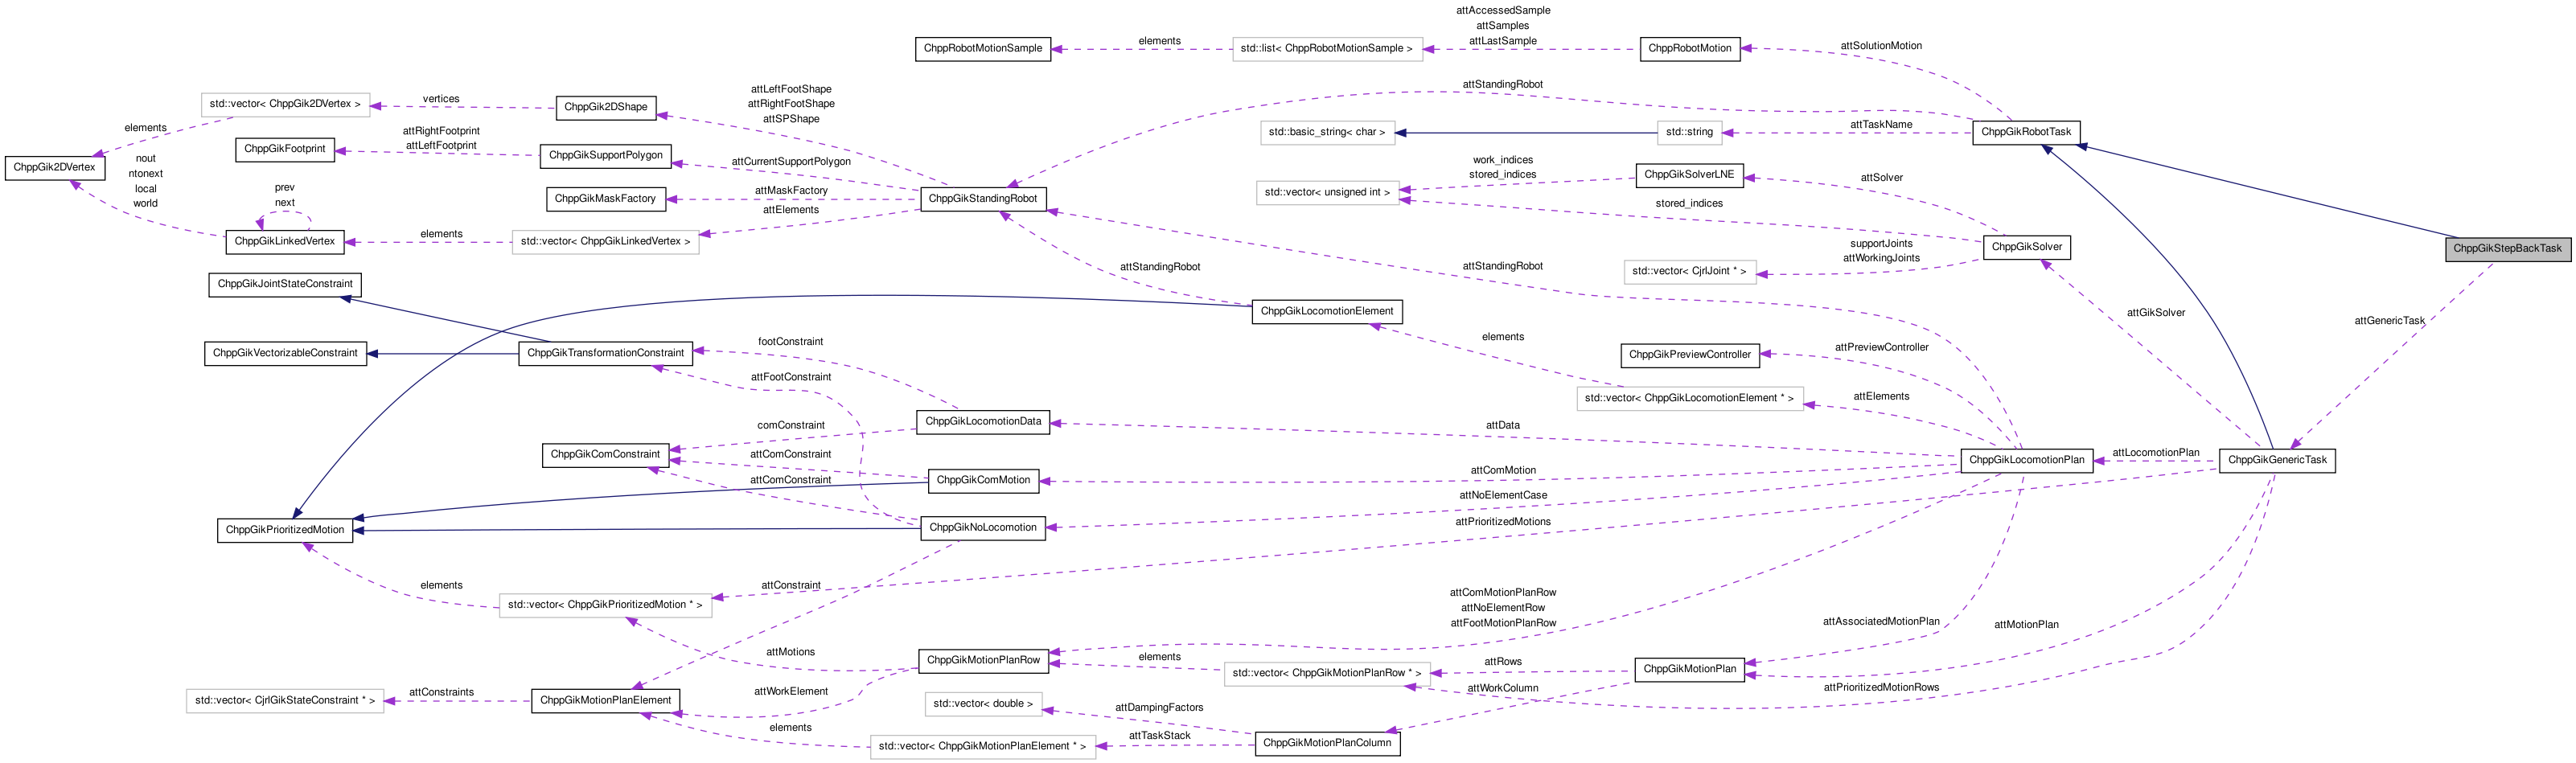 attAccessedSample
attSamples
attLastSample
ChppRobotMotionSample
elements
std::list< ChppRobotMotionSample >
ChppRobotMotion
attSolutionMotion
attStandingRobot
std::vector< ChppGik2DVertex >
vertices
ChppGik2DShape
attLeftFootShape
attRightFootShape
attSPShape
elements
attRightFootprint
attLeftFootprint
ChppGikFootprint
std::basic_string< char >
std::string
attTaskName
ChppGikRobotTask
ChppGik2DVertex
nout
ntonext
local
world
ChppGikSupportPolygon
attCurrentSupportPolygon
work_indices
stored_indices
ChppGikSolverLNE
attSolver
prev
next
ChppGikMaskFactory
attMaskFactory
ChppGikStandingRobot
std::vector< unsigned int >
stored_indices
attElements
ChppGikLinkedVertex
elements
std::vector< ChppGikLinkedVertex >
supportJoints
attWorkingJoints
ChppGikSolver
ChppGikStepBackTask
attStandingRobot
attStandingRobot
std::vector< CjrlJoint * >
ChppGikJointStateConstraint
ChppGikLocomotionElement
attGikSolver
attGenericTask
ChppGikVectorizableConstraint
ChppGikTransformationConstraint
footConstraint
elements
ChppGikPreviewController
attPreviewController
attFootConstraint
std::vector< ChppGikLocomotionElement * >
attElements
comConstraint
ChppGikLocomotionData
attData
ChppGikComConstraint
attComConstraint
attComConstraint
ChppGikComMotion
attComMotion
ChppGikLocomotionPlan
attLocomotionPlan
ChppGikGenericTask
attNoElementCase
ChppGikPrioritizedMotion
ChppGikNoLocomotion
attPrioritizedMotions
elements
std::vector< ChppGikPrioritizedMotion * >
attConstraint
attComMotionPlanRow
attNoElementRow
attFootMotionPlanRow
attAssociatedMotionPlan
attMotionPlan
attMotions
ChppGikMotionPlanRow
elements
std::vector< ChppGikMotionPlanRow * >
attRows
ChppGikMotionPlan
std::vector< CjrlGikStateConstraint * >
attConstraints
ChppGikMotionPlanElement
attWorkElement
attWorkColumn
attPrioritizedMotionRows
std::vector< double >
attDampingFactors
elements
std::vector< ChppGikMotionPlanElement * >
attTaskStack
ChppGikMotionPlanColumn